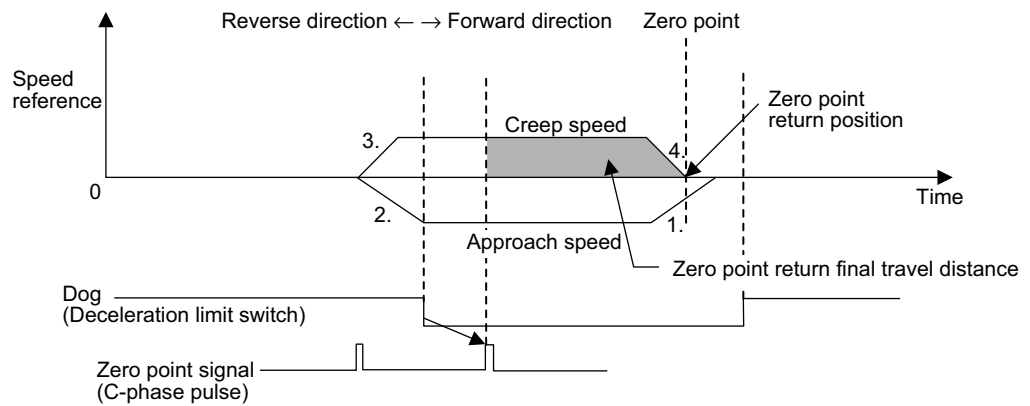 Reverse direction ← → Forward direction
Zero point
Speed
reference
Zero point
return position
3.
Creep speed
4.
0
Time
2.
1.
Approach speed
Zero point return final travel distance
Dog
(Deceleration limit switch)
Zero point signal
(C-phase pulse)